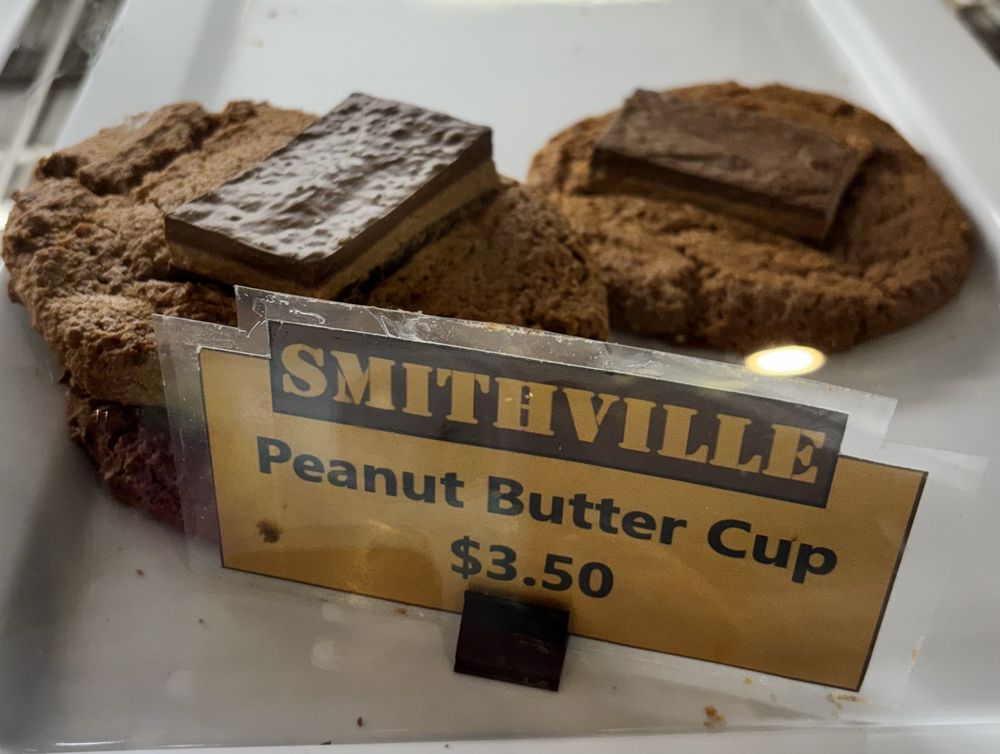 SMITHVILLE
Peanut Butter Cup
$3.50